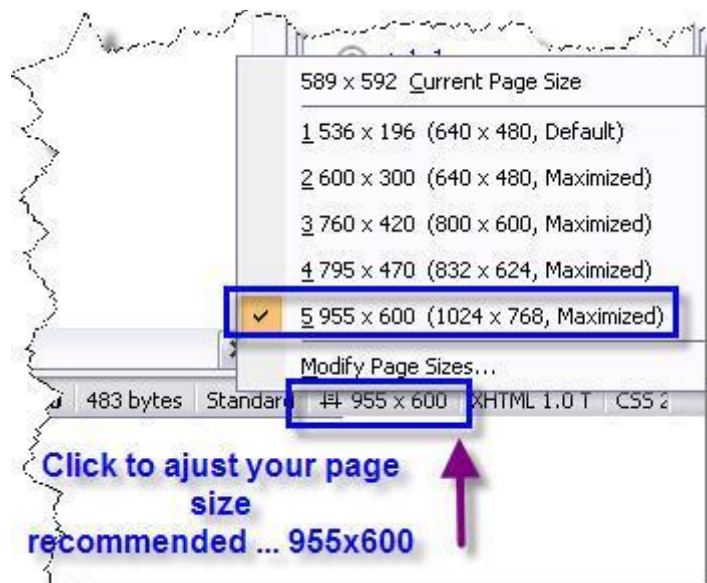 589 x 592 Current Page Size
1 536 x 196 (640 x 480, Default)
2 600 x 300 (640 x 480, Maximized)
3 760 x 420 (800 x 600, Maximized)
4 795 x 470 (832 x 624, Maximized)
5 955 x 600 (1024 x 768, Maximized)
Modify Page Sizes...
483 bytes Standard 955 x 600 XHTML 1.0 T CSS 2
Click to ajust your page
size
recommended ... 955x600